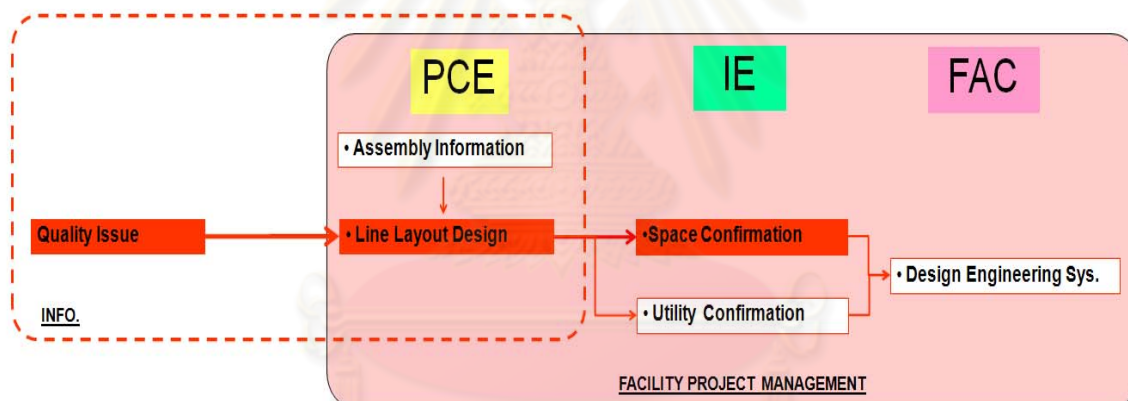 PCE
IE
FAC
• Assembly Information
Quality Issue
• Line Layout Design
•Space Confirmation
• Design Engineering Sys.
• Utility Confirmation
INFO.
FACILITY PROJECT MANAGEMENT